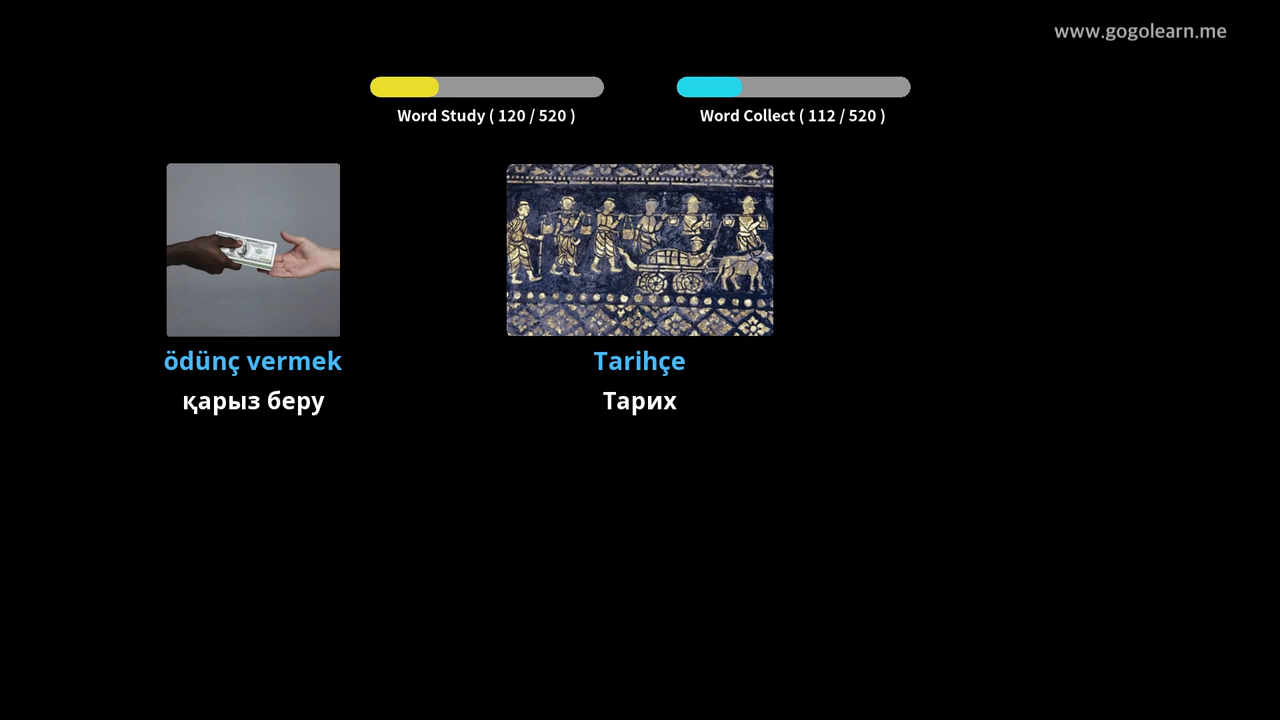 www.gogolearn.me
Word Study ( 120 / 520 )
Word Collect ( 112 / 520 )
ödünç vermek
қарыз беру
Tarihçe
Тарих